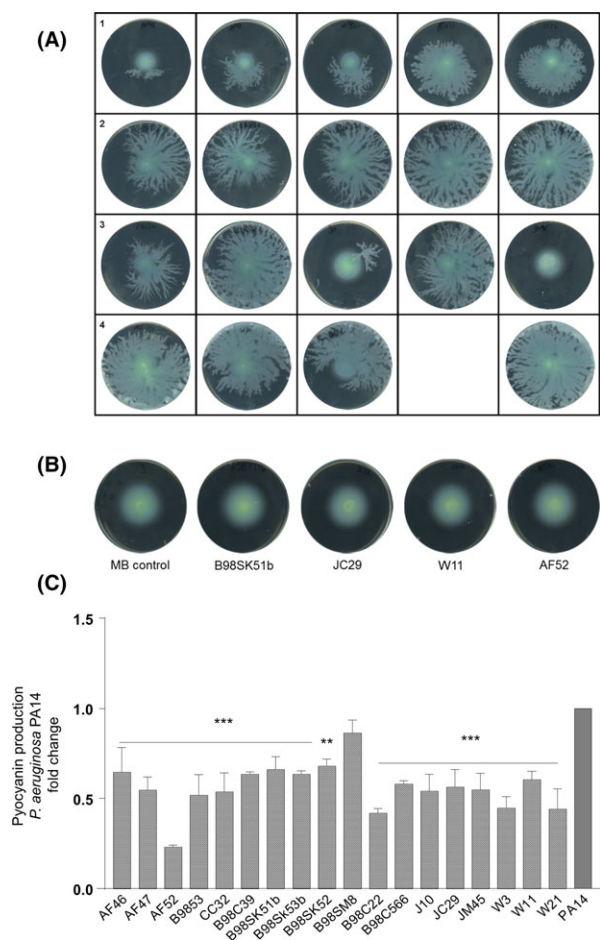 (A)
1
2
3
4
(B)
MB control B98SK51b JC29 W11 AF52
(C)
Pyocyanin production
P. aeruginosa PA14
fold change
1.5
1.0
0.5
0.0
***
**
***
AF46 AF47 AF52 B9853 CC32 B98C39 B98SK51b B98Sk53b B98SK52 B98SM8 B98C22 B98C566 J10 JC29 JM45 W3 W11 W21 PA14